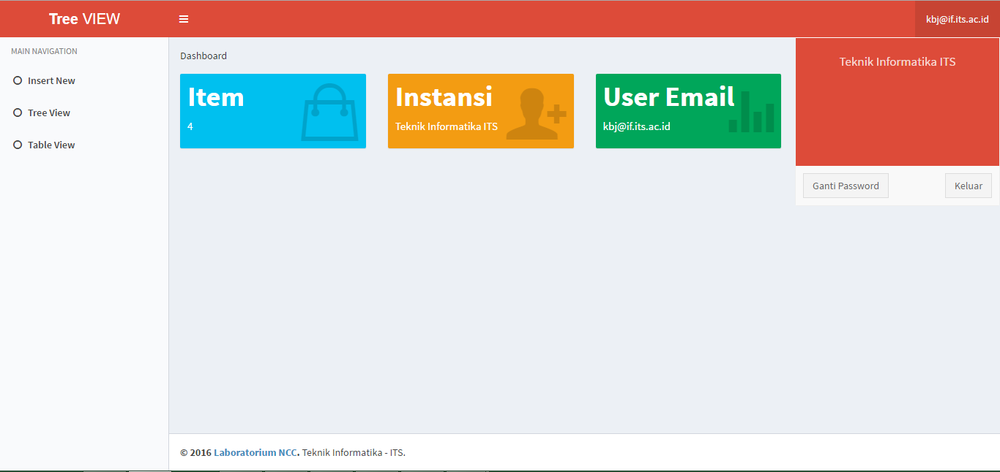 Tree VIEW
kbj@if.its.ac.id
MAIN NAVIGATION
Insert New
Tree View
Table View
Dashboard
Item
4
Instansi
Teknik Informatika ITS
User Email
kbj@if.its.ac.id
Teknik Informatika ITS
Ganti Password
Keluar
© 2016 Laboratorium NCC. Teknik Informatika - ITS.